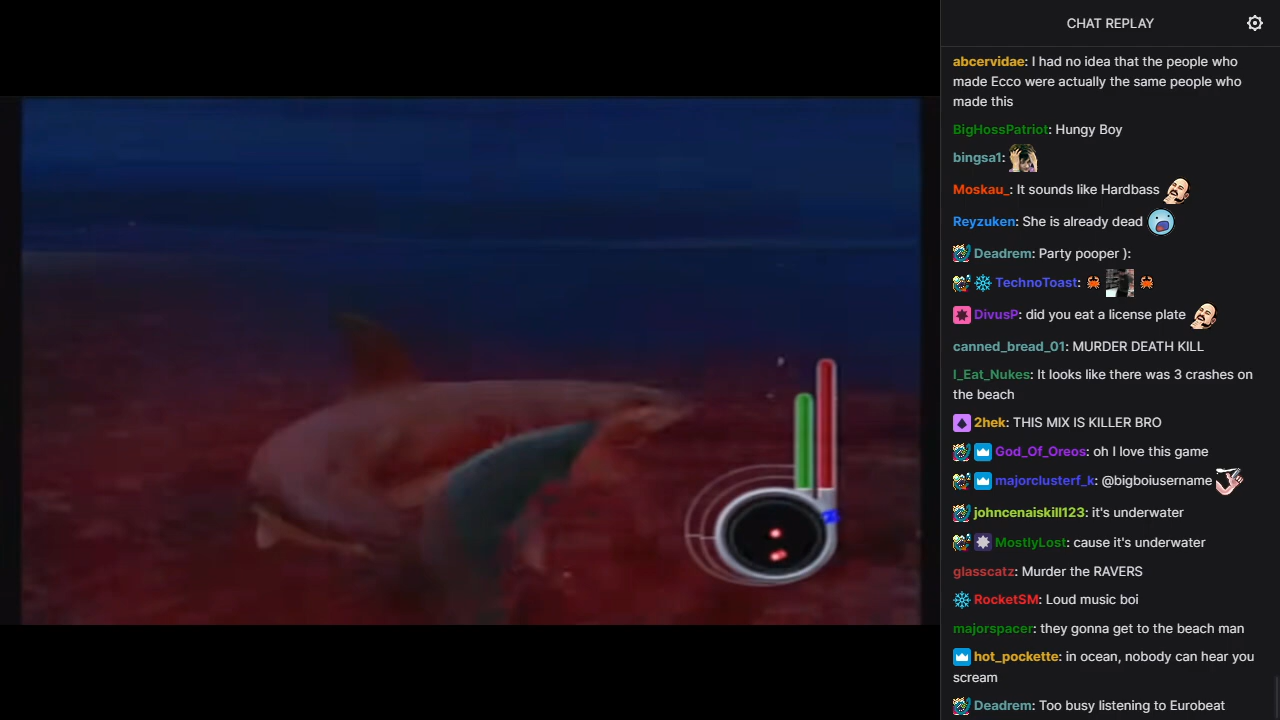 CHAT REPLAY
abcervidae: I had no idea that the people who
made Ecco were actually the same people who
made this
BigHossPatriot: Hungy Boy
bingsa1:
Moskau_: It sounds like Hardbass
Reyzuken: She is already dead
Deadrem: Party pooper ):
TechnoToast:
DivusP: did you eat a license plate
canned_bread_01: MURDER DEATH KILL
I_Eat_Nukes: It looks like there was 3 crashes on
the beach
2hek: THIS MIX IS KILLER BRO
God_Of_Oreos: oh I love this game
majorclusterf_k: @bigboiusername
johncenaiskill123: it's underwater
MostlyLost: cause it's underwater
glasscatz: Murder the RAVERS
RocketSM: Loud music boi
majorspacer: they gonna get to the beach man
hot_pockette: in ocean, nobody can hear you
scream
Deadrem: Too busy listening to Eurobeat